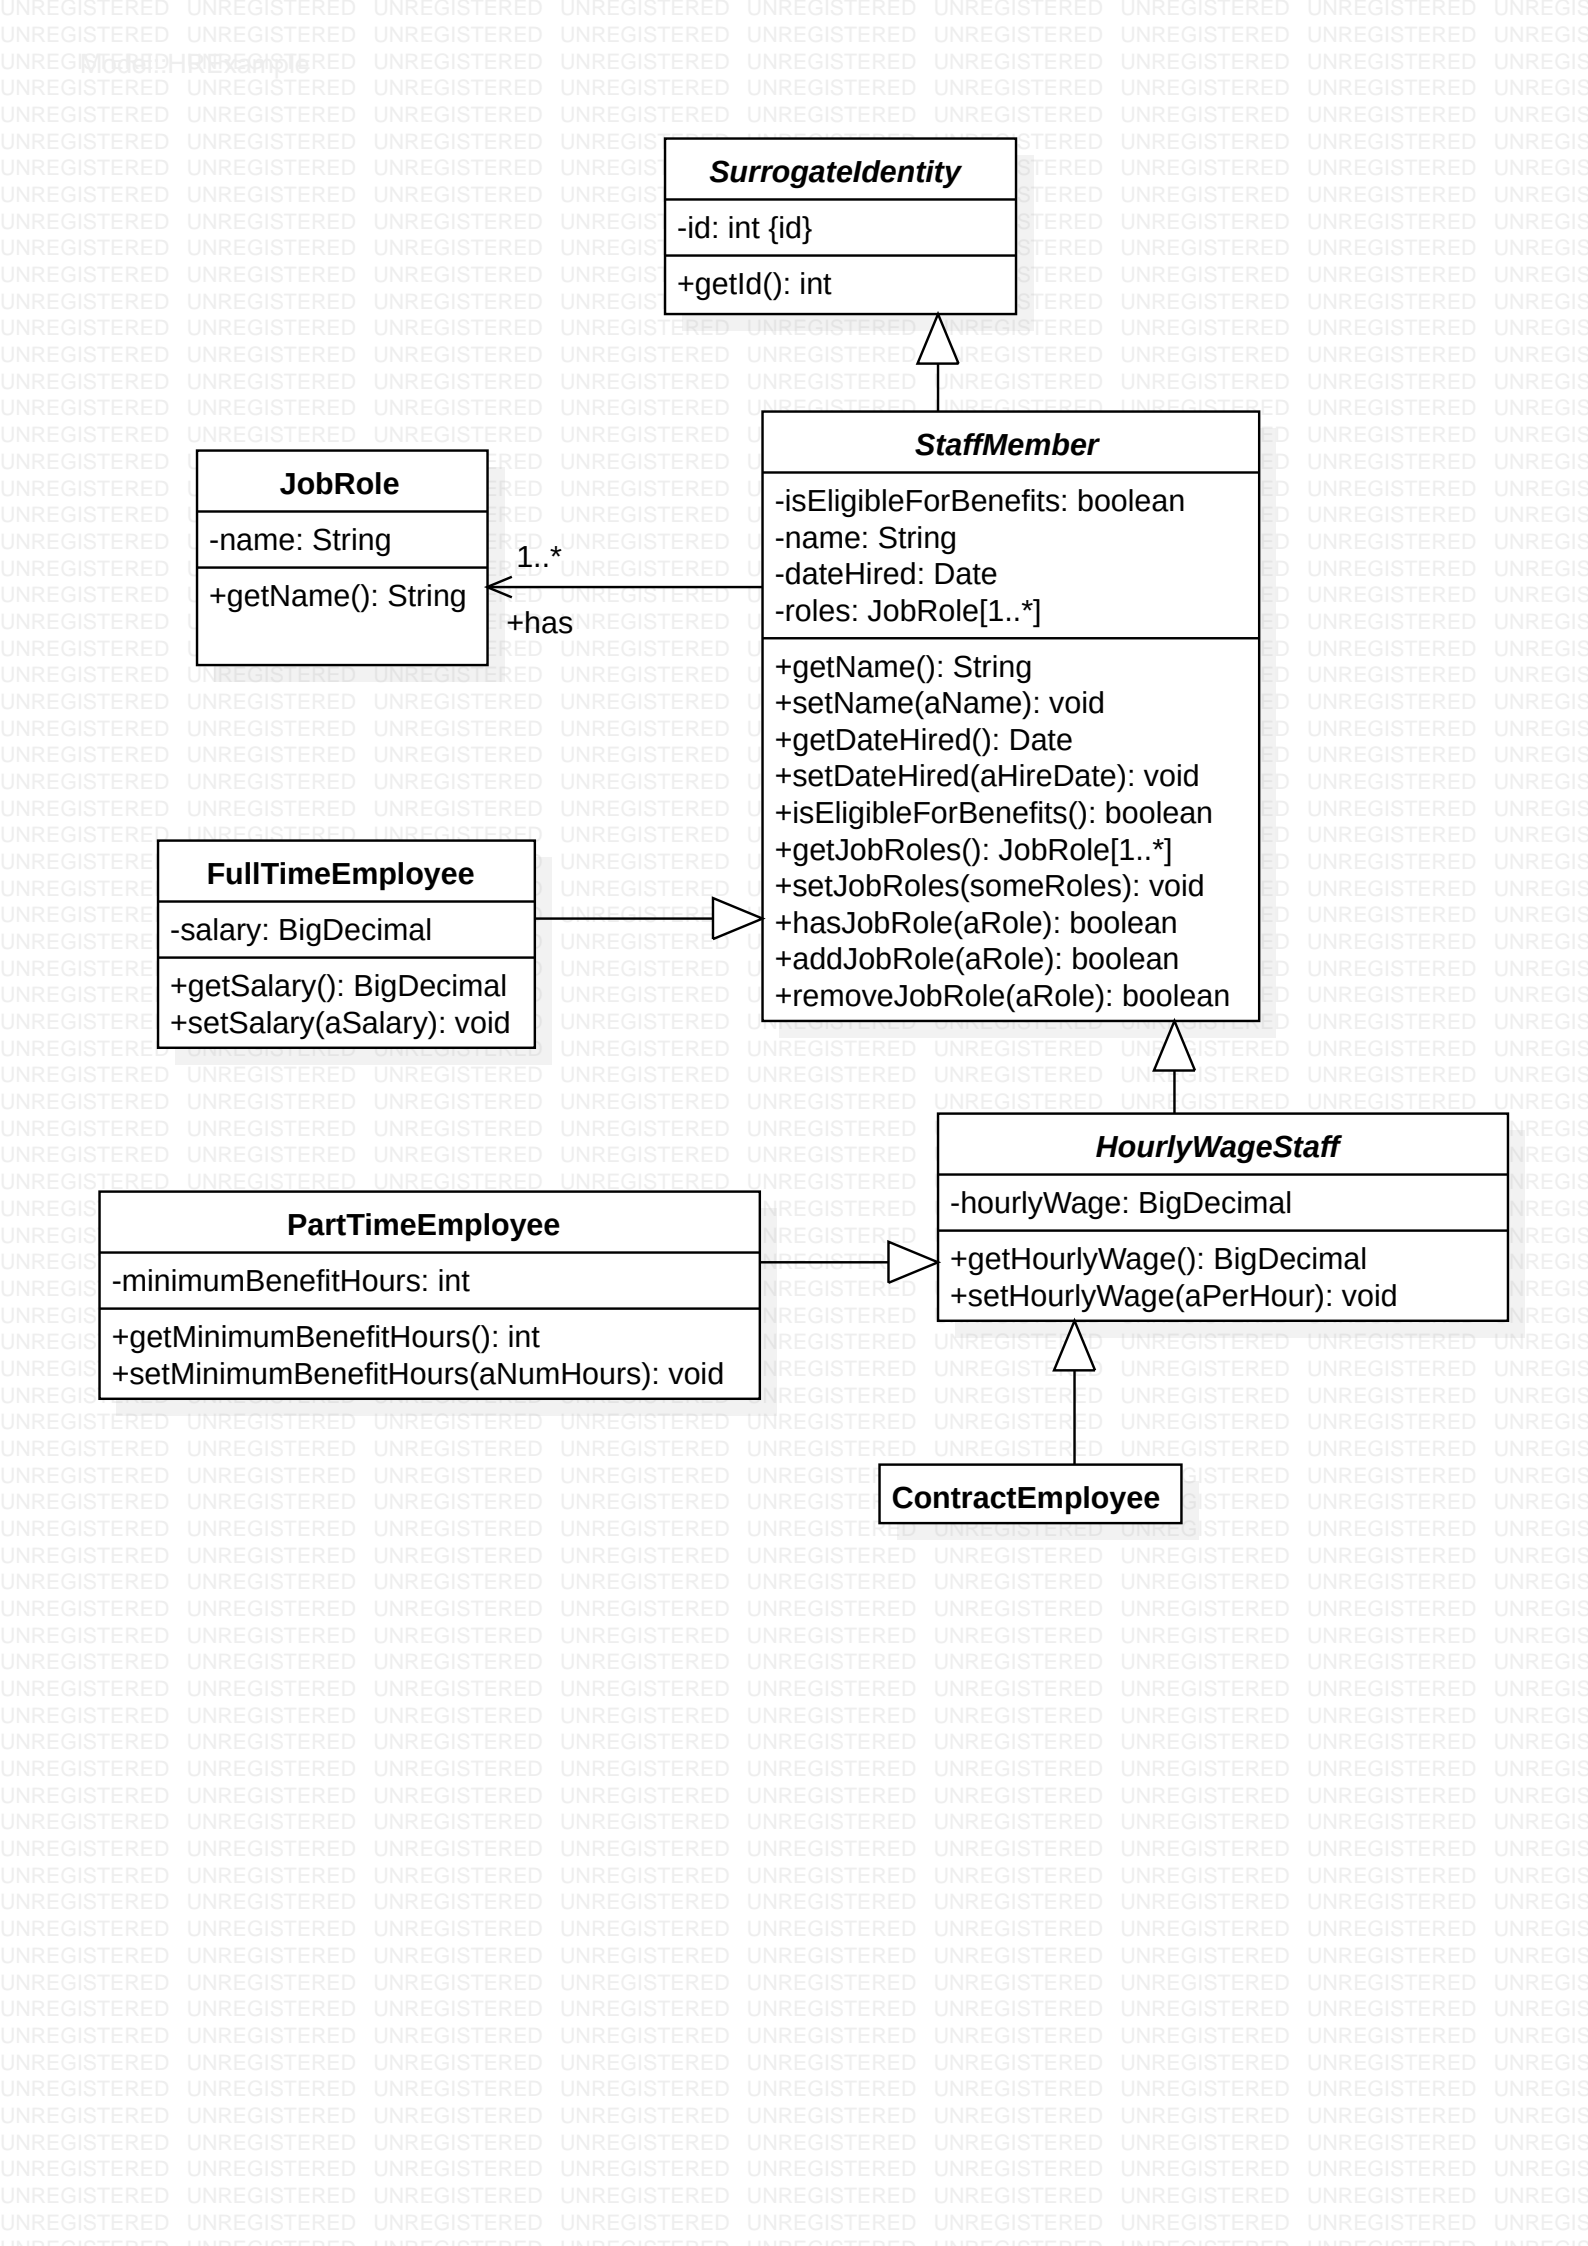 Model::HRExample
SurrogateIdentity
-id: int {id}
+getId(): int
StaffMember
-isEligibleForBenefits: boolean
-name: String
-dateHired: Date
-roles: JobRole[1..*]
+getName(): String
+setName(aName): void
+getDateHired(): Date
+setDateHired(aHireDate): void
+isEligibleForBenefits(): boolean
+getJobRoles(): JobRole[1..*]
+setJobRoles(someRoles): void
+hasJobRole(aRole): boolean
+addJobRole(aRole): boolean
+removeJobRole(aRole): boolean
JobRole
-name: String
+getName(): String
1..*
+has
FullTimeEmployee
-salary: BigDecimal
+getSalary(): BigDecimal
+setSalary(aSalary): void
HourlyWageStaff
-hourlyWage: BigDecimal
+getHourlyWage(): BigDecimal
+setHourlyWage(aPerHour): void
PartTimeEmployee
-minimumBenefitHours: int
+getMinimumBenefitHours(): int
+setMinimumBenefitHours(aNumHours): void
ContractEmployee
UNREGISTERED